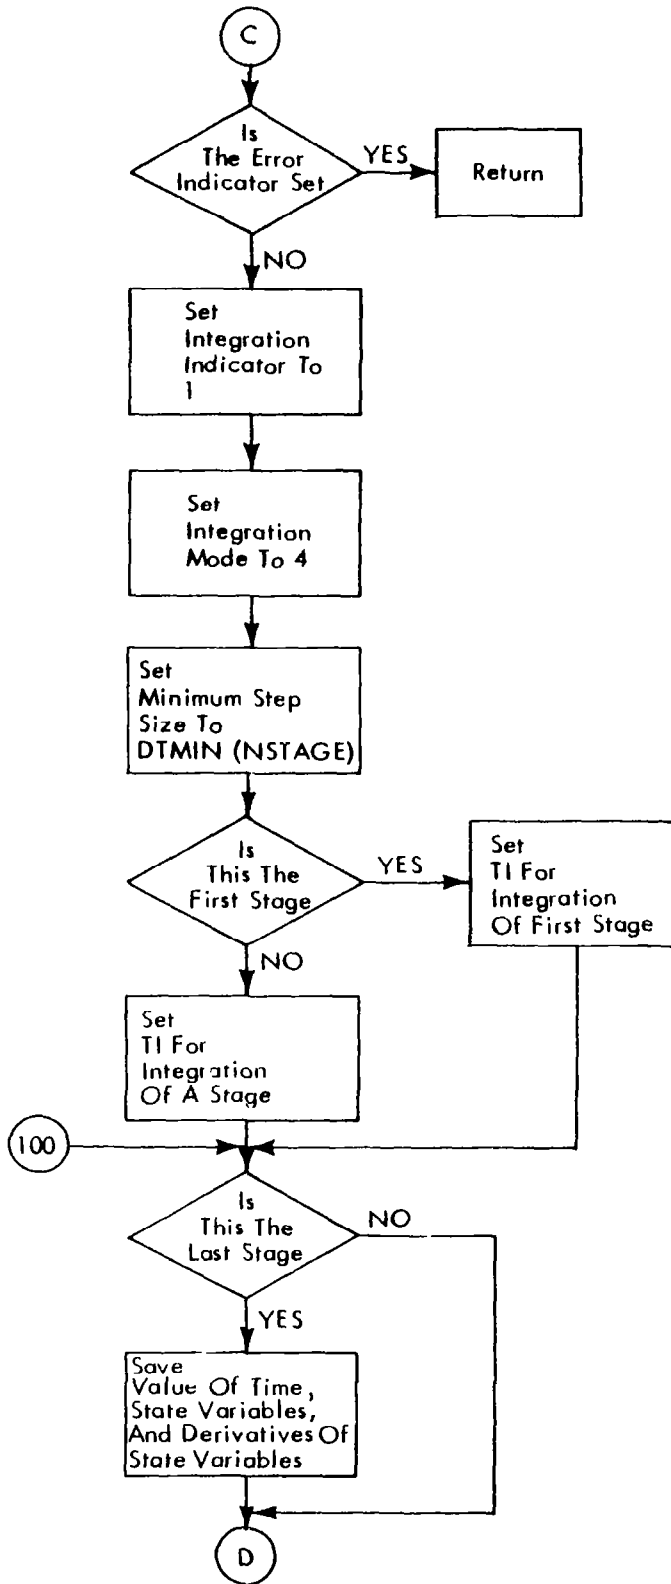 C
Is
The Error
Indicator Set
YES
Return
NO
Set
Integration
Indicator To
1
Set
Integration
Mode To 4
Set
Minimum Step
Size To
DTMIN (NSTAGE)
Is
This The
First Stage
YES
Set
TI For
Integration
Of First Stage
NO
Set
TI For
Integration
Of A Stage
100
Is
This The
Last Stage
NO
YES
Save
Value Of Time,
State Variables,
And Derivatives Of
State Variables
D